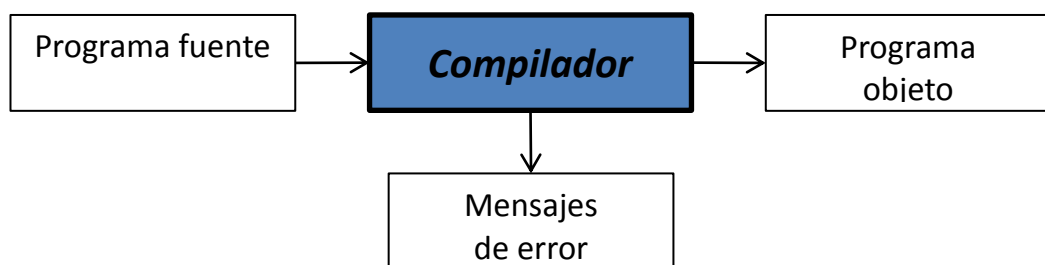 Programa fuente
Compilador
Programa
objeto
Mensajes
de error